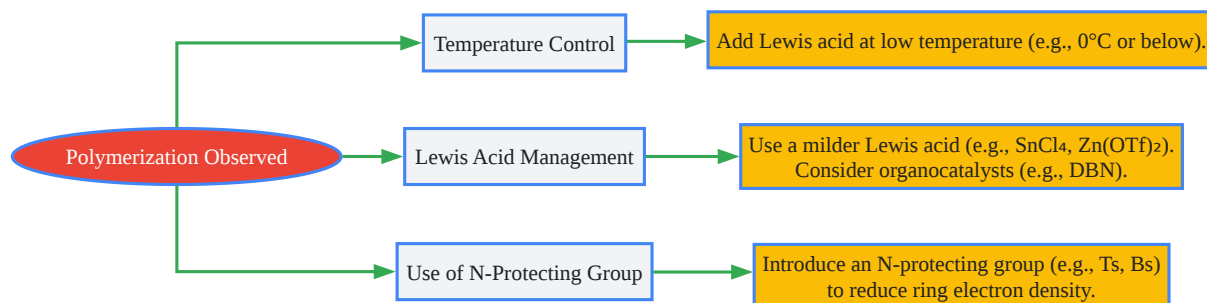 Temperature Control
Add Lewis acid at low temperature (e.g., 0°C or below).
Polymerization Observed
Lewis Acid Management
Use a milder Lewis acid (e.g., SnCl₄, Zn(OTf)₂).
Consider organocatalysts (e.g., DBN).
Use of N-Protecting Group
Introduce an N-protecting group (e.g., Ts, Bs)
to reduce ring electron density.